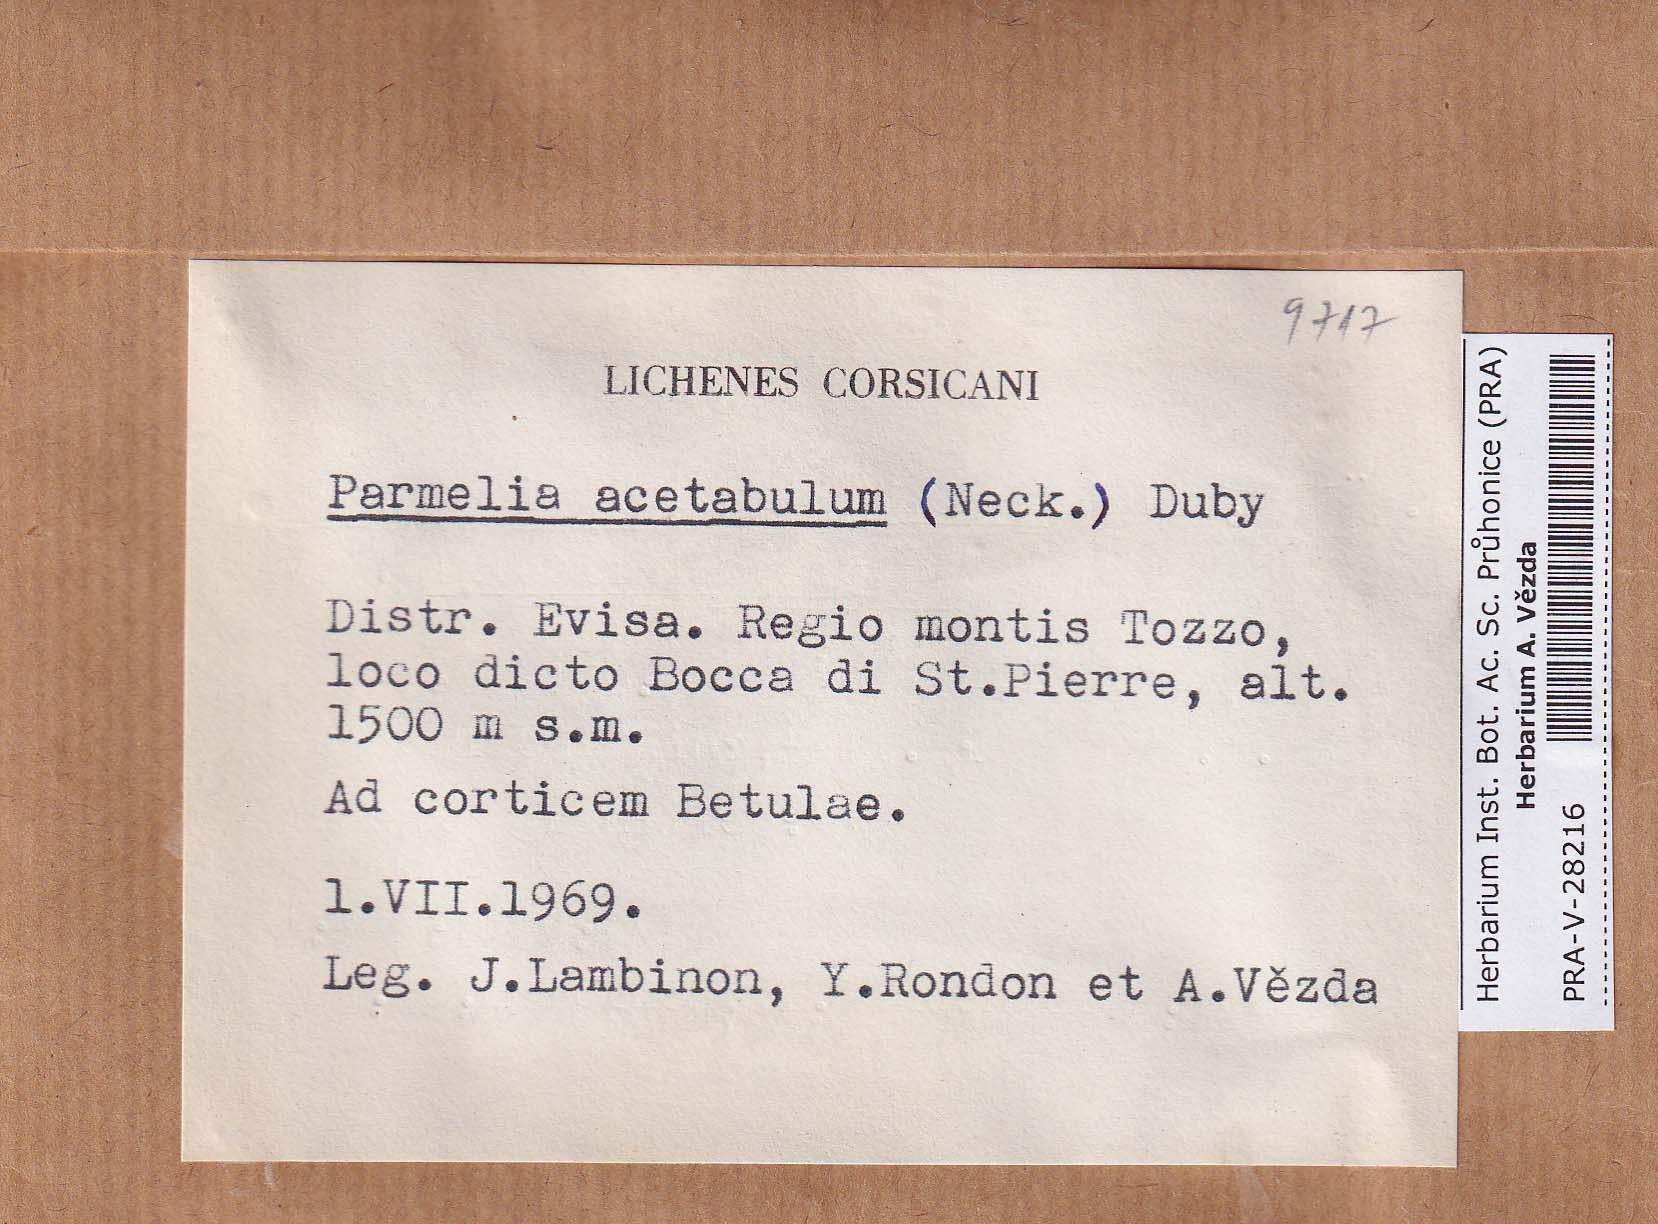 9717
LICHENES CORSICANI
Parmelia acetabulum (Neck.) Duby
Distr. Evisa. Regio montis Tozzo,
loco dicto Bocca di St.Pierre, alt.
1500 m s.m.
Ad corticem Betulae.
1.VII.1969.
Leg. J.Lambinon, Y.Rondon et A.Vězda
Herbarium Inst. Bot. Ac. Sc. Průhonice (PRA)
Herbarium A. Vězda
PRA-V-28216